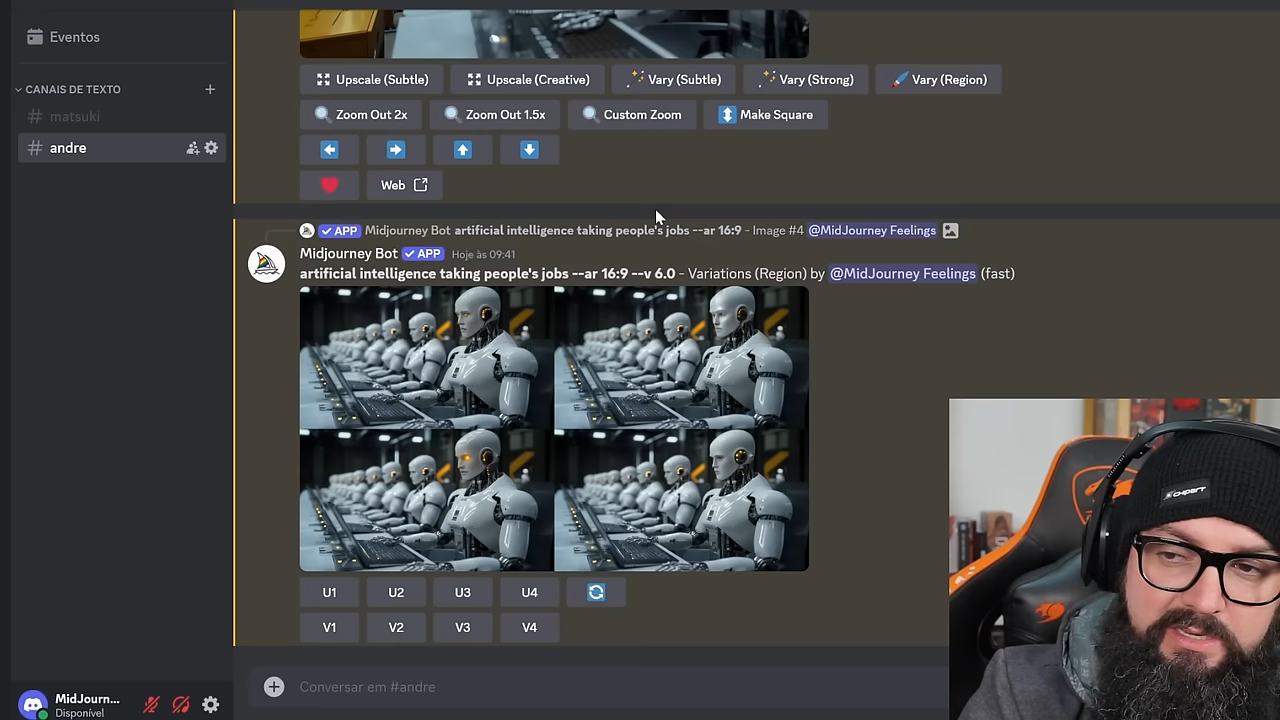 Eventos
CANAIS DE TEXTO
matsuki
andre
Upscale (Subtle) Upscale (Creative) Vary (Subtle) Vary (Strong) Vary (Region)
Zoom Out 2x Zoom Out 1.5x Custom Zoom Make Square
Web
APP Midjourney Bot artificial intelligence taking people's jobs --ar 16:9 - Image #4 @MidJourney Feelings
Midjourney Bot APP Hoje às 09:41
artificial intelligence taking people's jobs --ar 16:9 --v 6.0 - Variations (Region) by @MidJourney Feelings (fast)
U1 U2 U3 U4
V1 V2 V3 V4
Conversar em #andre
MidJourn...
Disponível